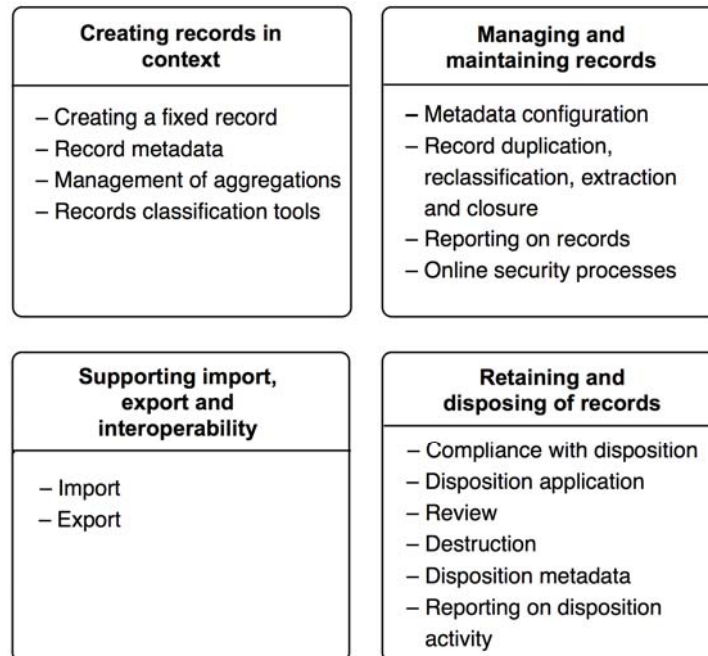 Creating records in
context
– Creating a fixed record
– Record metadata
– Management of aggregations
– Records classification tools
Managing and
maintaining records
– Metadata configuration
– Record duplication,
reclassification, extraction
and closure
– Reporting on records
– Online security processes
Supporting import,
export and
interoperability
– Import
– Export
Retaining and
disposing of records
– Compliance with disposition
– Disposition application
– Review
– Destruction
– Disposition metadata
– Reporting on disposition
activity